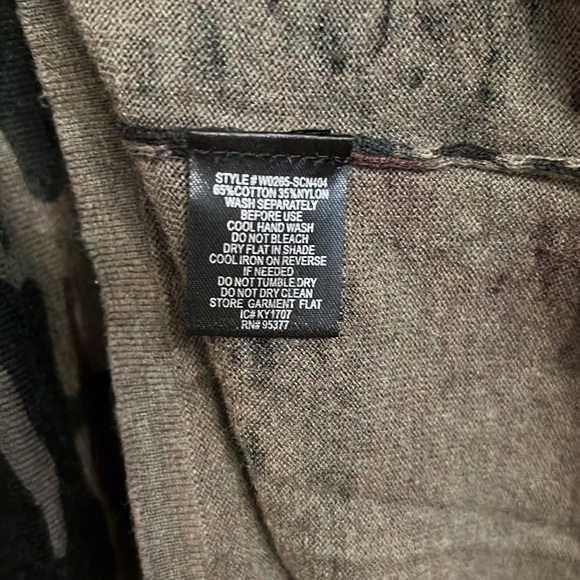 STYLE # W0265-SCN404
65%COTTON 35%NYLON
WASH SEPARATELY
BEFORE USE
COOL HAND WASH
DO NOT BLEACH
DRY FLAT IN SHADE
COOL IRON ON REVERSE
IF NEEDED
DO NOT TUMBLE DRY
DO NOT DRY CLEAN
STORE GARMENT FLAT
IC# KY1707
RN# 95377